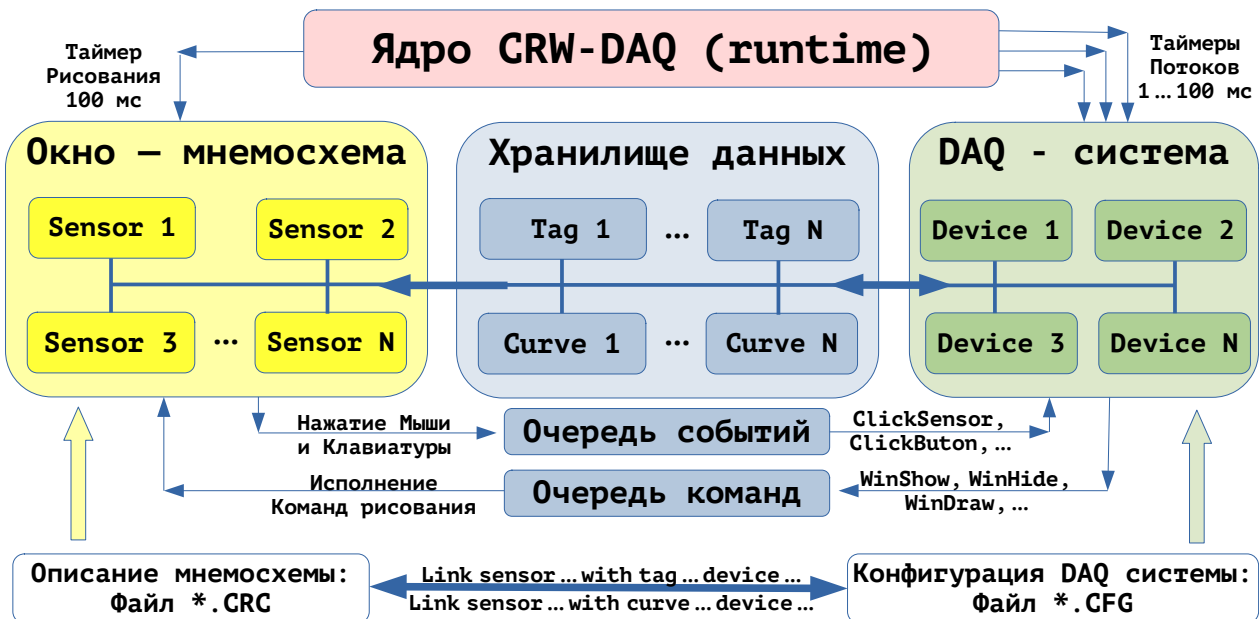 Ядро CRW-DAQ (runtime)
Таймер
Рисования
100 мс
Таймеры
Потоков
1…100 мс
Окно — мнемосхема
Sensor 1
Sensor 2
Sensor 3
…
Sensor N
Хранилище данных
Tag 1
…
Tag N
Curve 1
…
Curve N
DAQ - система
Device 1
Device 2
Device 3
Device N
Нажатие Мыши
и Клавиатуры
Очередь событий
ClickSensor,
ClickButon,…
Исполнение
Команд рисования
Очередь команд
WinShow, WinHide,
WinDraw,…
Описание мнемосхемы:
Файл *.CRC
Link sensor…with tag…device…
Link sensor…with curve…device…
Конфигурация DAQ системы:
Файл *.CFG